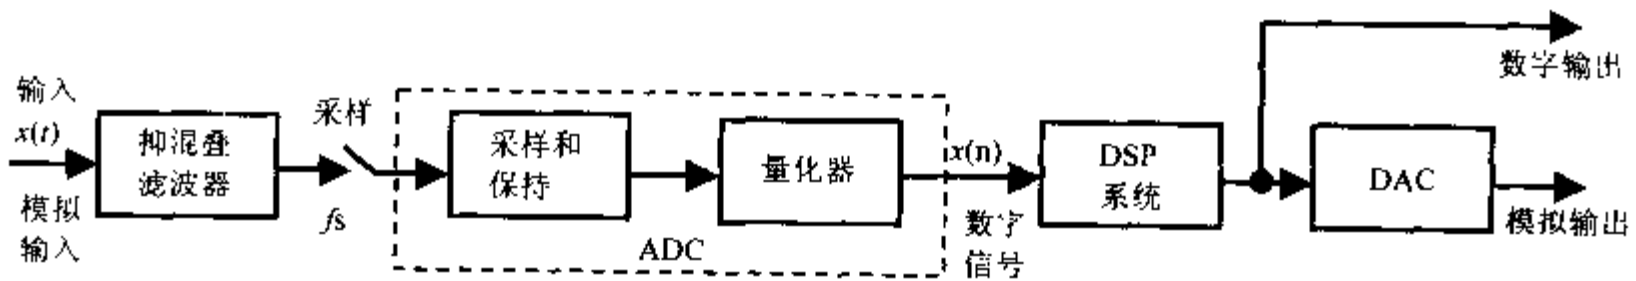 输入
x(t)
模拟
输入
抑混叠
滤波器
采样
fs
采样和
保持
量化器
ADC
x(n)
数字
信号
DSP
系统
数字输出
DAC
模拟输出